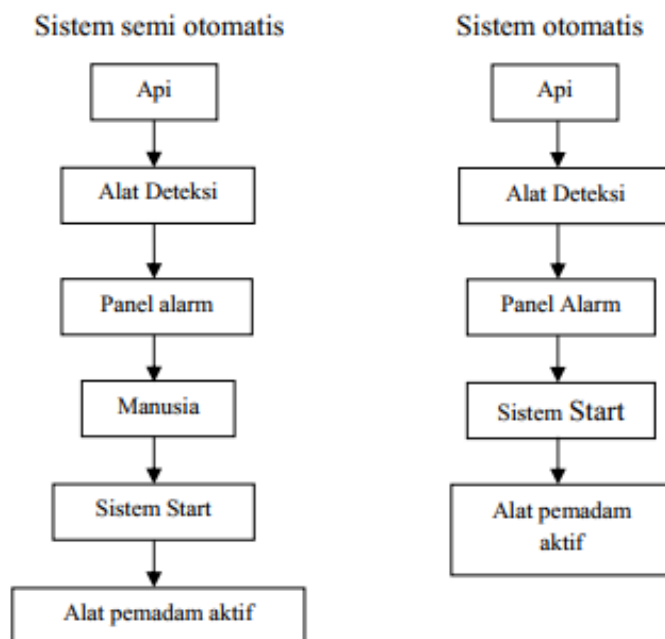 Sistem semi otomatis
Api
Alat Deteksi
Panel alarm
Manusia
Sistem Start
Alat pemadam aktif
Sistem otomatis
Api
Alat Deteksi
Panel Alarm
Sistem Start
Alat pemadam
aktif